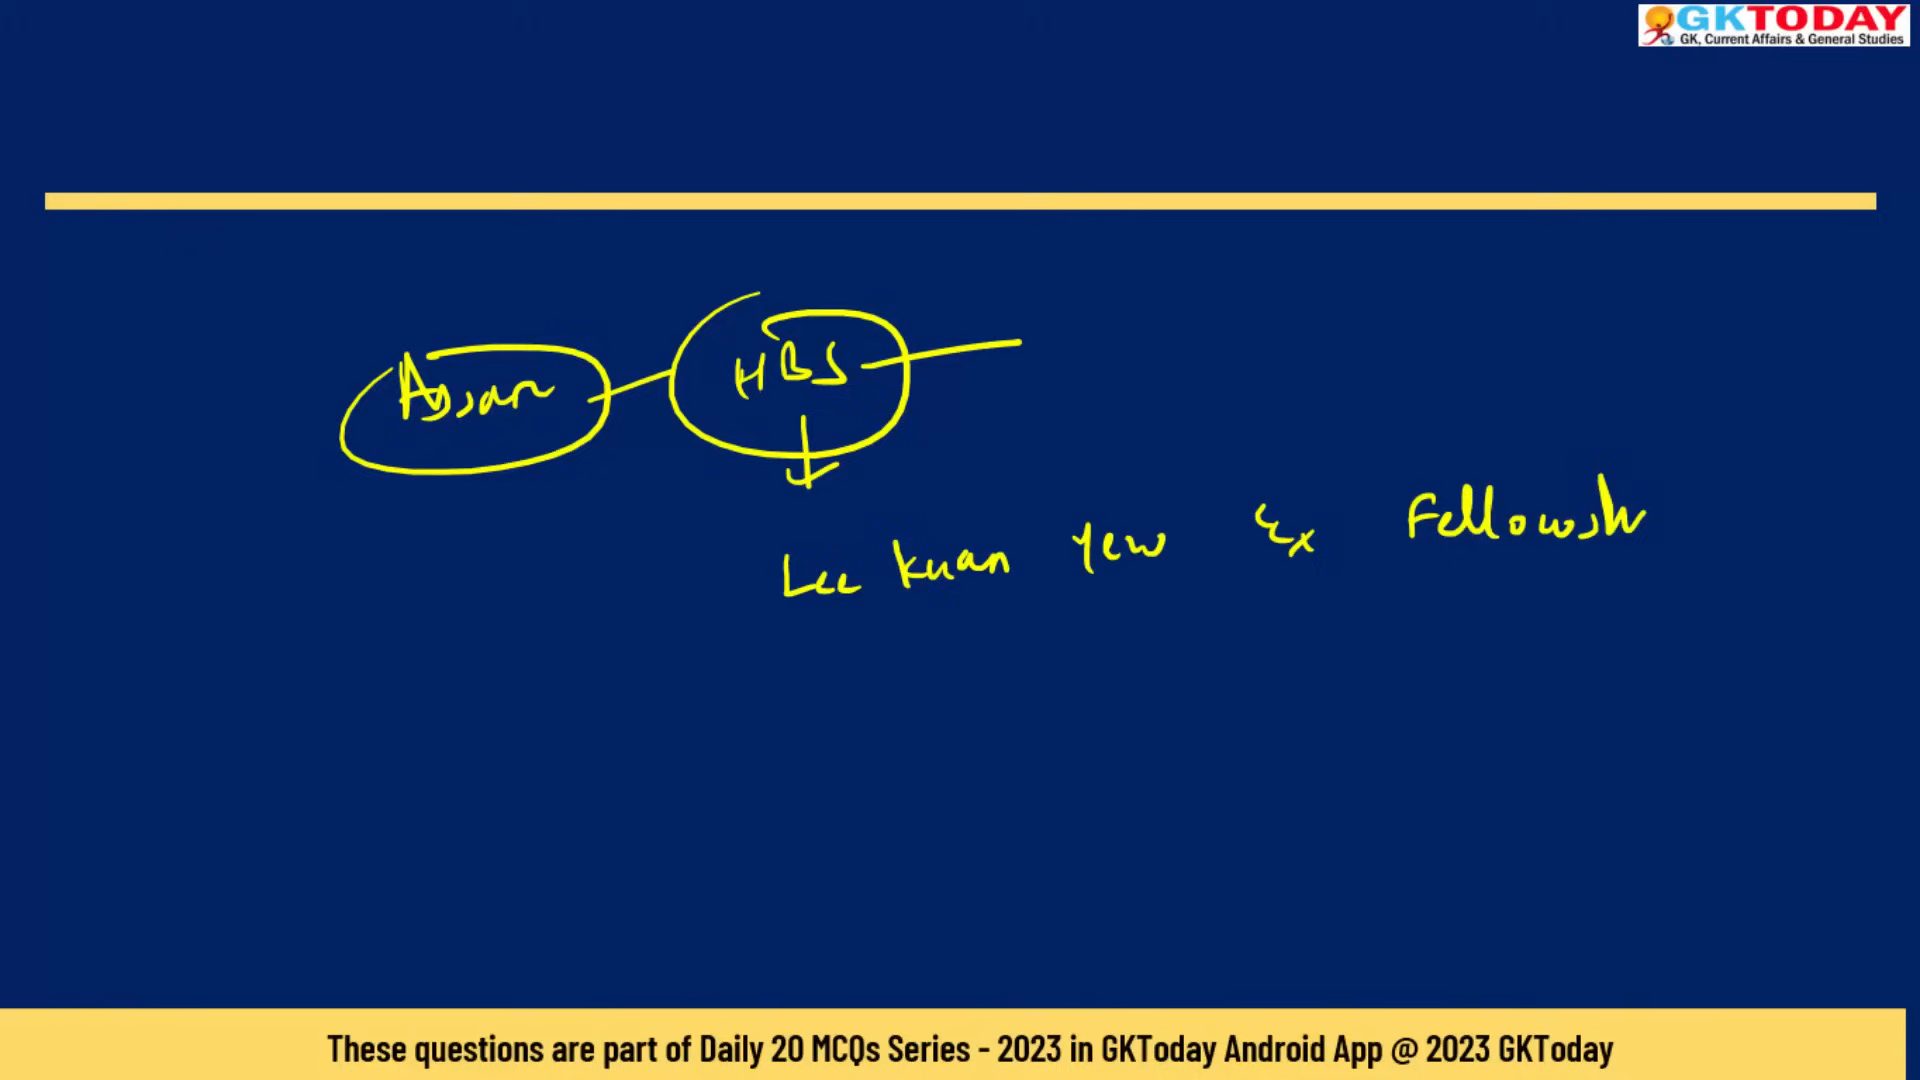 GKTODAY
GK, Current Affairs & General Studies
Assam
HBS
Lee Kuan Yew Ex Fellowsh
These questions are part of Daily 20 MCQs Series - 2023 in GKToday Android App @ 2023 GKToday